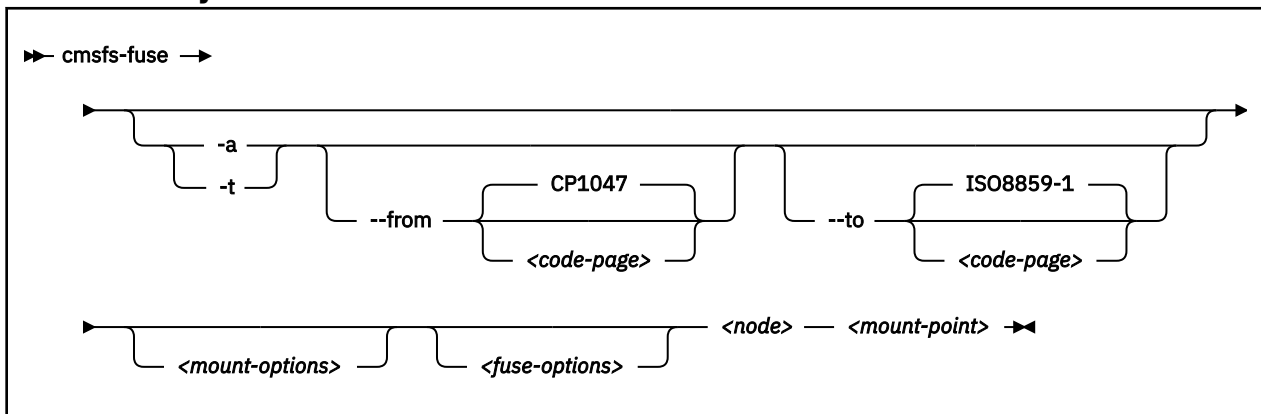 cmsfs-fuse
-a
-t
CP1047
ISO8859-1
--from
--to
<code-page>
<code-page>
<node> <mount-point>
<mount-options>
<fuse-options>